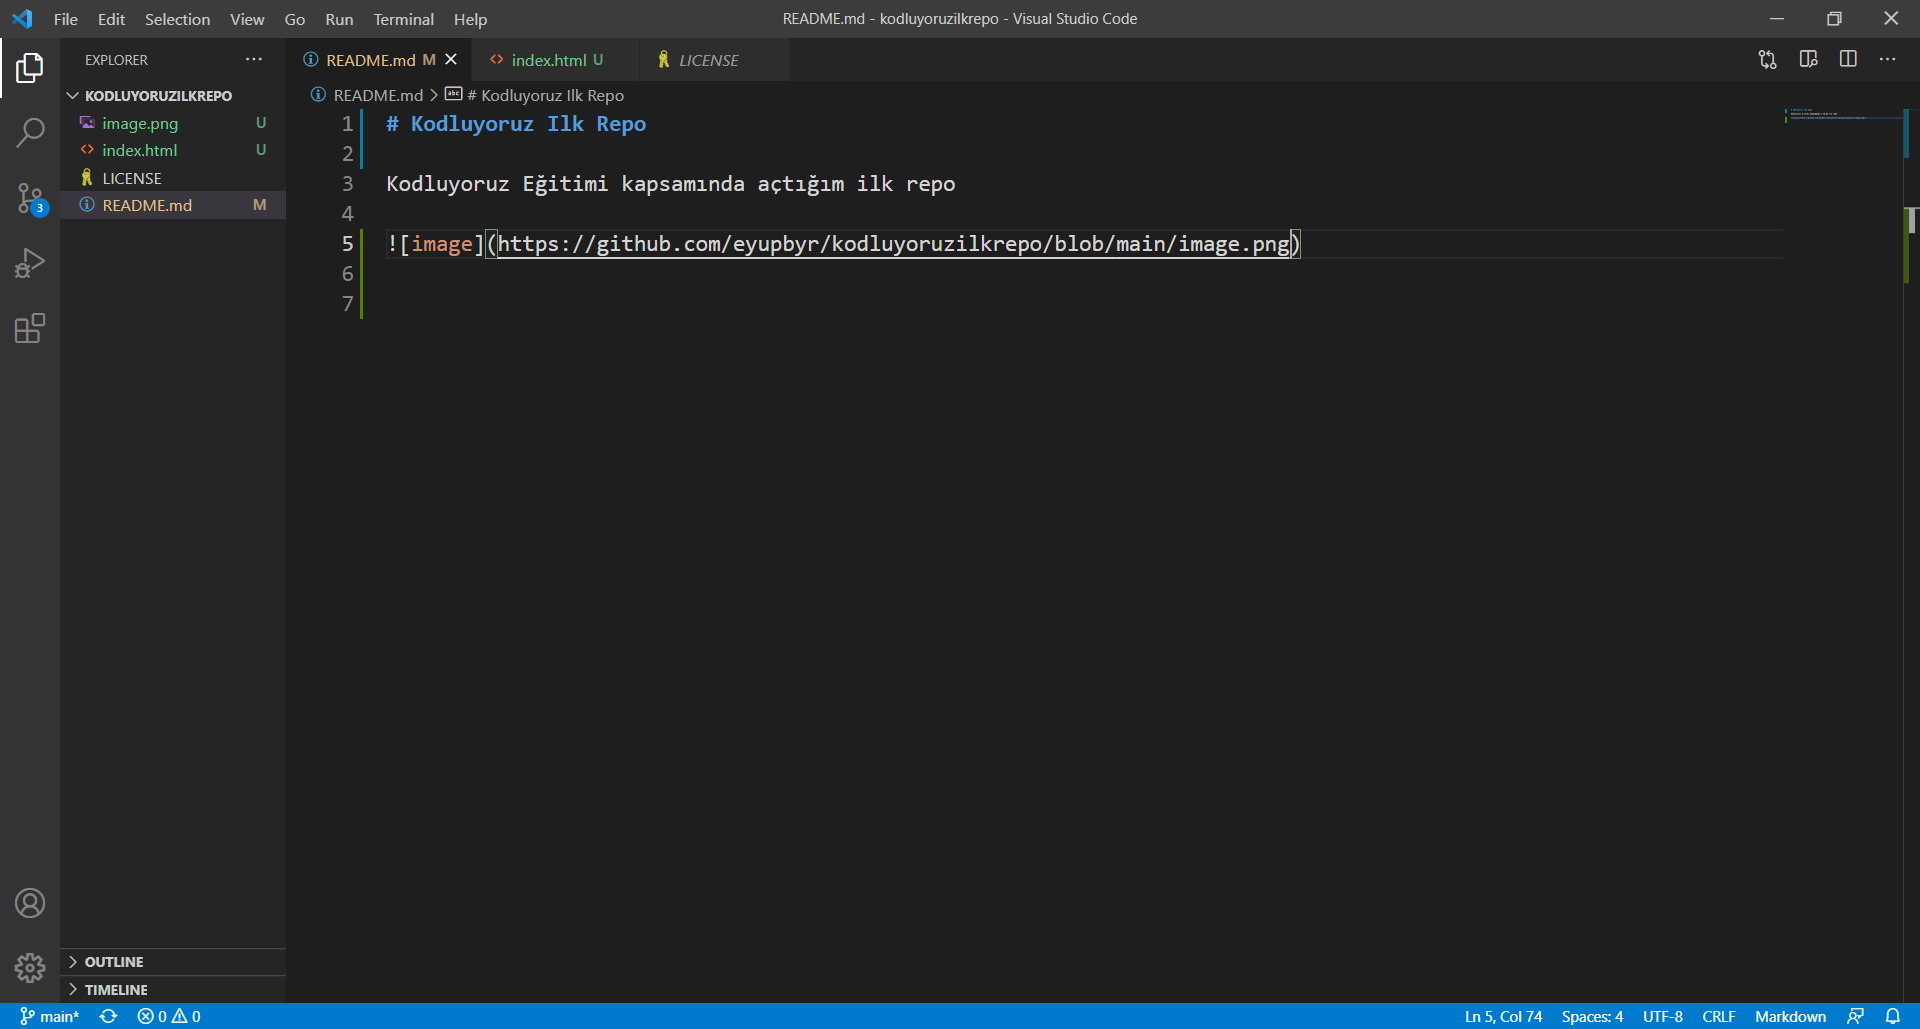 File Edit Selection View Go Run Terminal Help
README.md - kodluyoruzilkrepo - Visual Studio Code
EXPLORER
KODLUYORUZILKREPO
image.png U
index.html U
LICENSE
README.md M
README.md M
index.html U
LICENSE
README.md > abc # Kodluyoruz Ilk Repo
1 # Kodluyoruz Ilk Repo
2
3 Kodluyoruz Eğitimi kapsamında açtığım ilk repo
4
5 ![image](https://github.com/eyupbyr/kodluyoruzilkrepo/blob/main/image.png)
6
7
3
OUTLINE
TIMELINE
main* 0 0
Ln 5, Col 74 Spaces: 4 UTF-8 CRLF Markdown